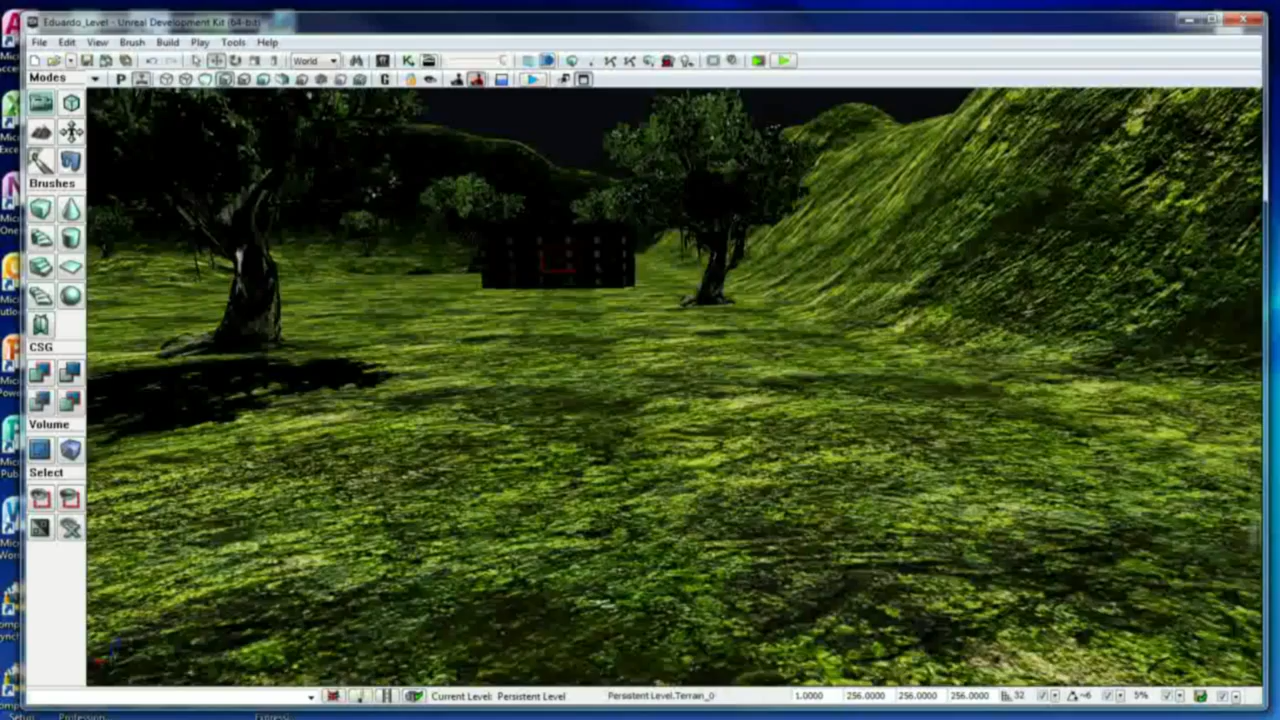 Eduardo_Level - Unreal Development Kit (64-bit)
File Edit View Brush Build Play Tools Help
World
Modes
P
G
Brushes
CSG
Volume
Select
Current Level: Persistent Level
Persistent Level.Terrain_0
1.0000 256.0000 256.0000 256.0000 32 5%